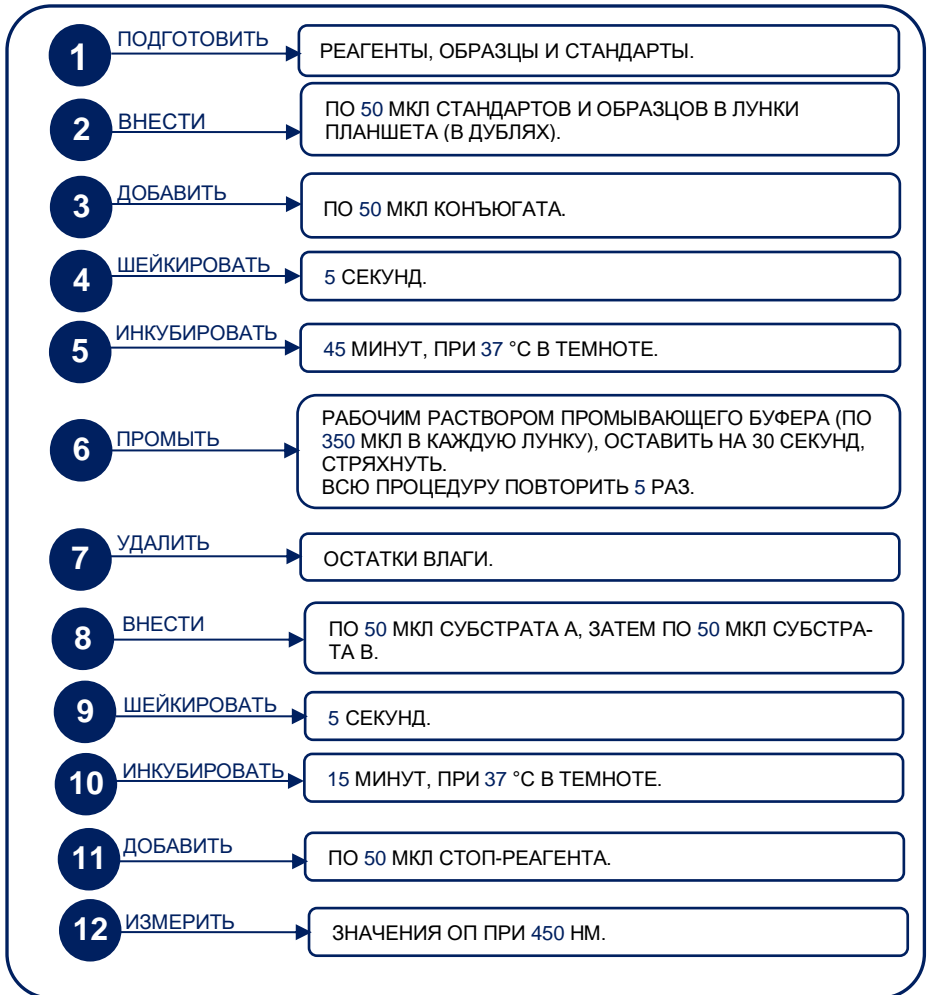 1 ПОДГОТОВИТЬ
РЕАГЕНТЫ, ОБРАЗЦЫ И СТАНДАРТЫ.
2 ВНЕСТИ
ПО 50 МКЛ СТАНДАРТОВ И ОБРАЗЦОВ В ЛУНКИ
ПЛАНШЕТА (В ДУБЛЯХ).
3 ДОБАВИТЬ
ПО 50 МКЛ КОНЪЮГАТА.
4 ШЕЙКИРОВАТЬ
5 СЕКУНД.
5 ИНКУБИРОВАТЬ
45 МИНУТ, ПРИ 37 °С В ТЕМНОТЕ.
6 ПРОМЫТЬ
РАБОЧИМ РАСТВОРОМ ПРОМЫВАЮЩЕГО БУФЕРА (ПО
350 МКЛ В КАЖДУЮ ЛУНКУ), ОСТАВИТЬ НА 30 СЕКУНД,
СТРЯХНУТЬ.
ВСЮ ПРОЦЕДУРУ ПОВТОРИТЬ 5 РАЗ.
7 УДАЛИТЬ
ОСТАТКИ ВЛАГИ.
8 ВНЕСТИ
ПО 50 МКЛ СУБСТРАТА А, ЗАТЕМ ПО 50 МКЛ СУБСТРА-
ТА В.
9 ШЕЙКИРОВАТЬ
5 СЕКУНД.
10 ИНКУБИРОВАТЬ
15 МИНУТ, ПРИ 37 °С В ТЕМНОТЕ.
11 ДОБАВИТЬ
ПО 50 МКЛ СТОП-РЕАГЕНТА.
12 ИЗМЕРИТЬ
ЗНАЧЕНИЯ ОП ПРИ 450 НМ.